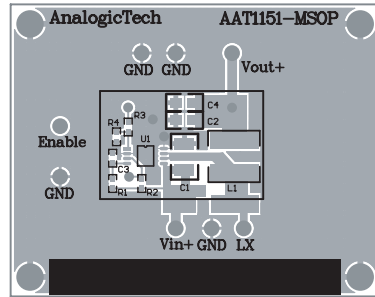 AnalogicTech AAT1151-MSOP
GND GND
Vout+
C4
R3
R4
C2
U1
Enable
C3
GND
R1 R2 C1 L1
Vin+ GND LX